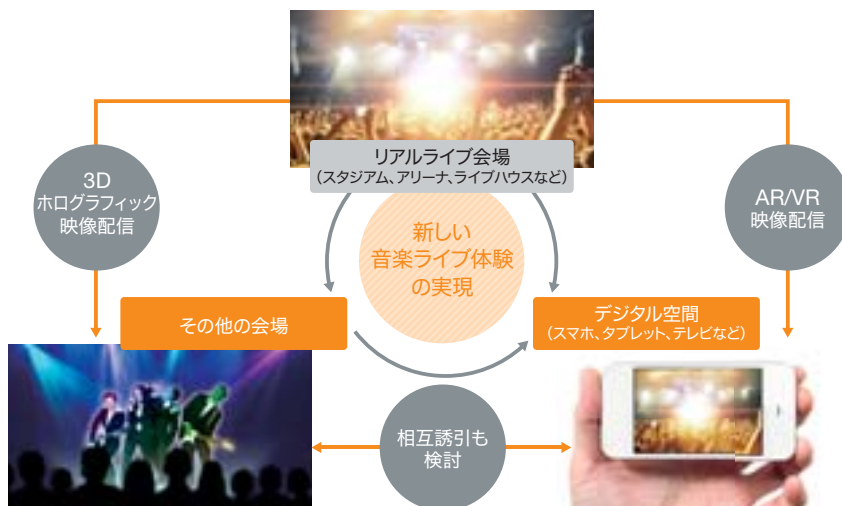 リアルライブ会場
（スタジアム、アリーナ、ライブハウスなど）
3D
ホログラフィック
映像配信
AR/VR
映像配信
新しい
音楽ライブ体験
の実現
その他の会場
デジタル空間
（スマホ、タブレット、テレビなど）
相互誘引も
検討